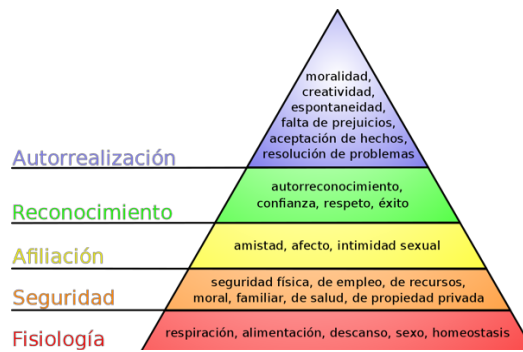 moralidad,
creatividad,
espontaneidad,
falta de prejuicios,
aceptación de hechos,
resolución de problemas
Autorrealización
autorreconocimiento,
confianza, respeto, éxito
Reconocimiento
amistad, afecto, intimidad sexual
Afiliación
seguridad física, de empleo, de recursos,
moral, familiar, de salud, de propiedad privada
Seguridad
respiración, alimentación, descanso, sexo, homeostasis
Fisiología